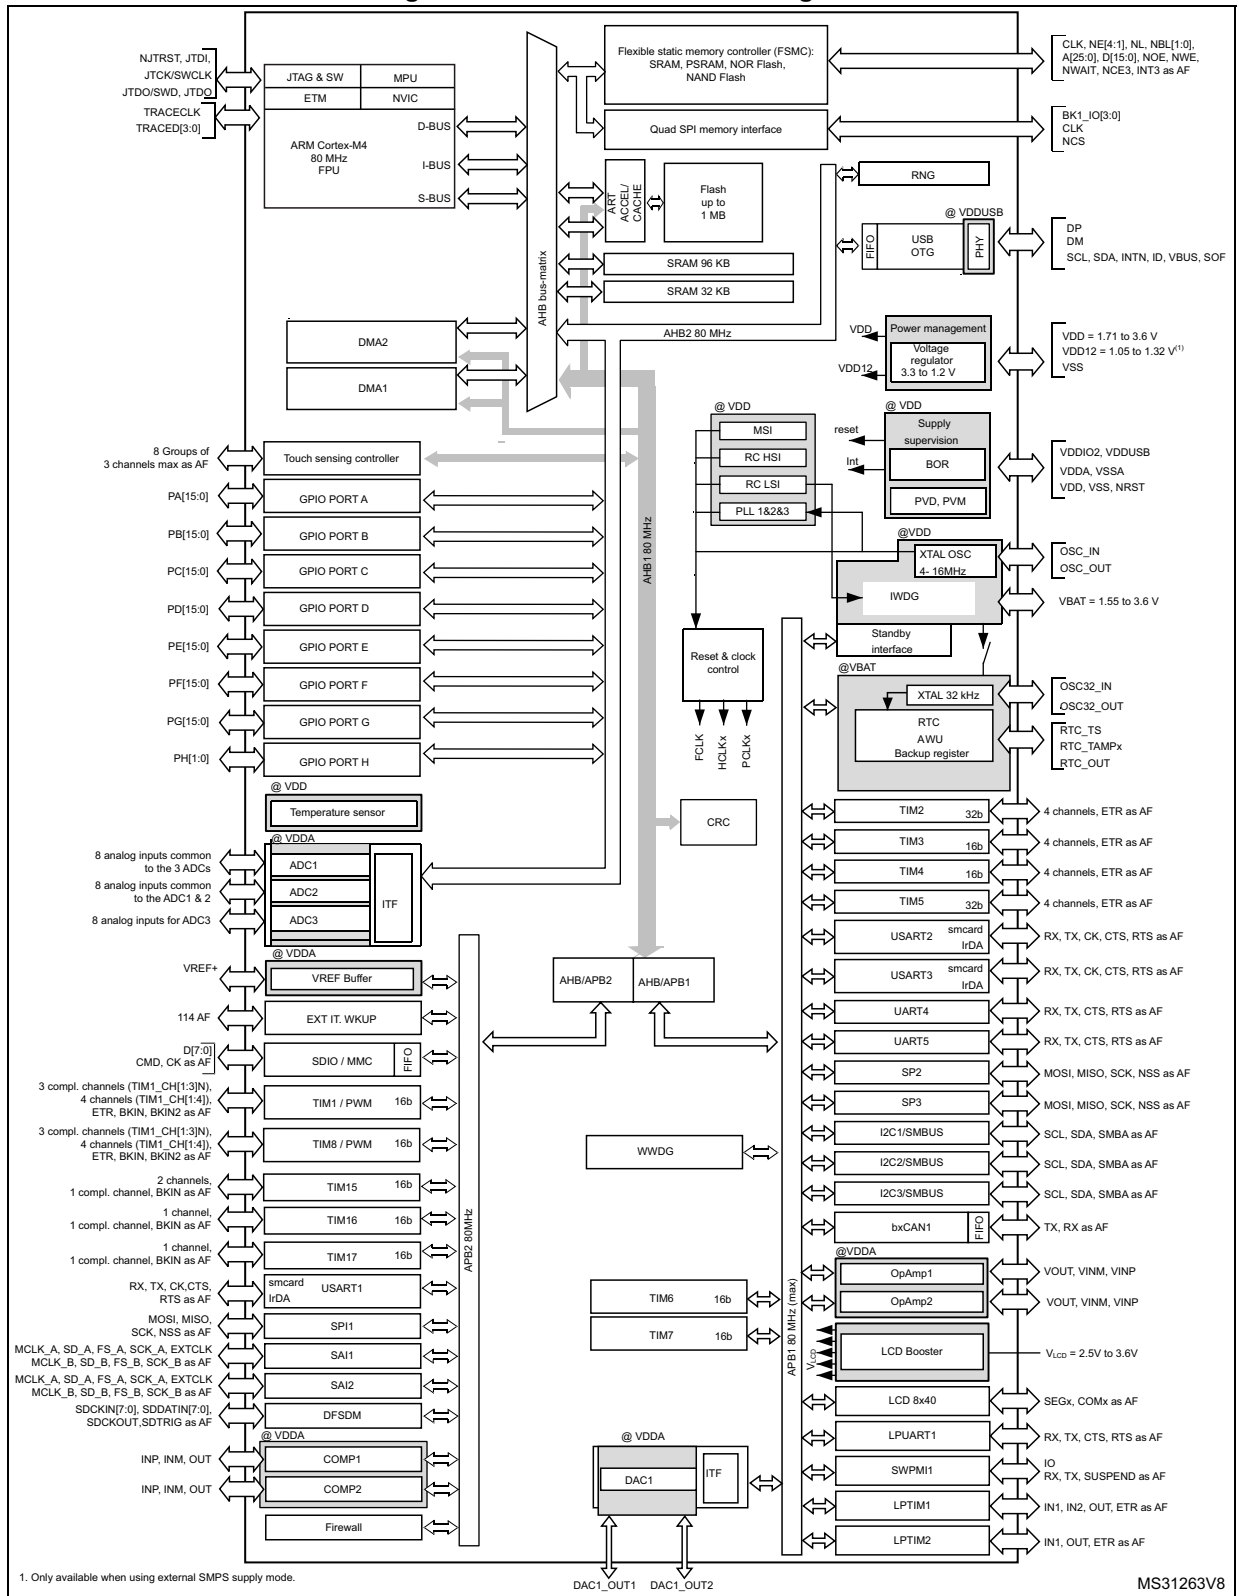 NJTRST, JTDI,
JTCK/SWCLK
JTDO/SWD, JTDO
TRACECLK
TRACED[3:0]
JTAG & SW
MPU
ETM
NVIC
ARM Cortex-M4
80 MHz
FPU
D-BUS
I-BUS
S-BUS
AHB bus-matrix
Flexible static memory controller (FSMC):
SRAM, PSRAM, NOR Flash,
NAND Flash
CLK, NE[4:1], NL, NBL[1:0],
A[25:0], D[15:0], NOE, NWE,
NWAIT, NCE3, INT3 as AF
Quad SPI memory interface
BK1_IO[3:0]
CLK
NCS
ART
ACCEL/
CACHE
Flash
up to
1 MB
RNG
@ VDDUSB
FIFO
USB
OTG
PHY
DP
DM
SCL, SDA, INTN, ID, VBUS, SOF
SRAM 96 KB
SRAM 32 KB
AHB2 80 MHz
DMA2
DMA1
VDD
VDD12
Power management
Voltage
regulator
3.3 to 1.2 V
VDD = 1.71 to 3.6 V
VDD12 = 1.05 to 1.32 V(1)
VSS
@ VDD
MSI
RC HSI
RC LSI
PLL 1&2&3
@ VDD
reset
Int
Supply
supervision
BOR
PVD, PVM
VDDIO2, VDDUSB
VDDA, VSSA
VDD, VSS, NRST
8 Groups of
3 channels max as AF
Touch sensing controller
PA[15:0]
GPIO PORT A
PB[15:0]
GPIO PORT B
PC[15:0]
GPIO PORT C
PD[15:0]
GPIO PORT D
PE[15:0]
GPIO PORT E
PF[15:0]
GPIO PORT F
PG[15:0]
GPIO PORT G
PH[1:0]
GPIO PORT H
AHB1 80 MHz
@VDD
XTAL OSC
4- 16MHz
IWDG
OSC_IN
OSC_OUT
VBAT = 1.55 to 3.6 V
Standby
interface
Reset & clock
control
FCLK
HCLKx
PCLKx
@VBAT
XTAL 32 kHz
RTC
AWU
Backup register
OSC32_IN
OSC32_OUT
RTC_TS
RTC_TAMPx
RTC_OUT
@ VDD
Temperature sensor
@ VDDA
8 analog inputs common
to the 3 ADCs
ADC1
8 analog inputs common
to the ADC1 & 2
ADC2
8 analog inputs for ADC3
ADC3
ITF
CRC
@ VDDA
VREF+
VREF Buffer
114 AF
EXT IT. WKUP
D[7:0]
CMD, CK as AF
SDIO / MMC
FIFO
3 compl. channels (TIM1_CH[1:3]N),
4 channels (TIM1_CH[1:4]),
ETR, BKIN, BKIN2 as AF
TIM1 / PWM 16b
3 compl. channels (TIM1_CH[1:3]N),
4 channels (TIM1_CH[1:4]),
ETR, BKIN, BKIN2 as AF
TIM8 / PWM 16b
2 channels,
1 compl. channel, BKIN as AF
TIM15 16b
1 channel,
1 compl. channel, BKIN as AF
TIM16 16b
1 channel,
1 compl. channel, BKIN as AF
TIM17 16b
RX, TX, CK,CTS,
RTS as AF
smcard
IrDA
USART1
MOSI, MISO,
SCK, NSS as AF
SPI1
MCLK_A, SD_A, FS_A, SCK_A, EXTCLK
MCLK_B, SD_B, FS_B, SCK_B as AF
SAI1
MCLK_A, SD_A, FS_A, SCK_A, EXTCLK
MCLK_B, SD_B, FS_B, SCK_B as AF
SAI2
SDCKIN[7:0], SDDATIN[7:0],
SDCKOUT,SDTRIG as AF
DFSDM
@ VDDA
INP, INM, OUT
COMP1
INP, INM, OUT
COMP2
Firewall
APB2 80MHz
AHB/APB2
AHB/APB1
WWDG
TIM6 16b
TIM7 16b
@ VDDA
DAC1
ITF
DAC1_OUT1
DAC1_OUT2
APB1 80 MHz (max)
TIM2 32b
4 channels, ETR as AF
TIM3 16b
4 channels, ETR as AF
TIM4 16b
4 channels, ETR as AF
TIM5 32b
4 channels, ETR as AF
USART2
smcard
IrDA
RX, TX, CK, CTS, RTS as AF
USART3
smcard
IrDA
RX, TX, CK, CTS, RTS as AF
UART4
RX, TX, CTS, RTS as AF
UART5
RX, TX, CTS, RTS as AF
SP2
MOSI, MISO, SCK, NSS as AF
SP3
MOSI, MISO, SCK, NSS as AF
I2C1/SMBUS
SCL, SDA, SMBA as AF
I2C2/SMBUS
SCL, SDA, SMBA as AF
I2C3/SMBUS
SCL, SDA, SMBA as AF
bxCAN1
FIFO
TX, RX as AF
@VDDA
OpAmp1
VOUT, VINM, VINP
OpAmp2
VOUT, VINM, VINP
VLCD
LCD Booster
VLCD = 2.5V to 3.6V
LCD 8x40
SEGx, COMx as AF
LPUART1
RX, TX, CTS, RTS as AF
SWPMI1
IO
RX, TX, SUSPEND as AF
LPTIM1
IN1, IN2, OUT, ETR as AF
LPTIM2
IN1, OUT, ETR as AF
1. Only available when using external SMPS supply mode.
MS31263V8